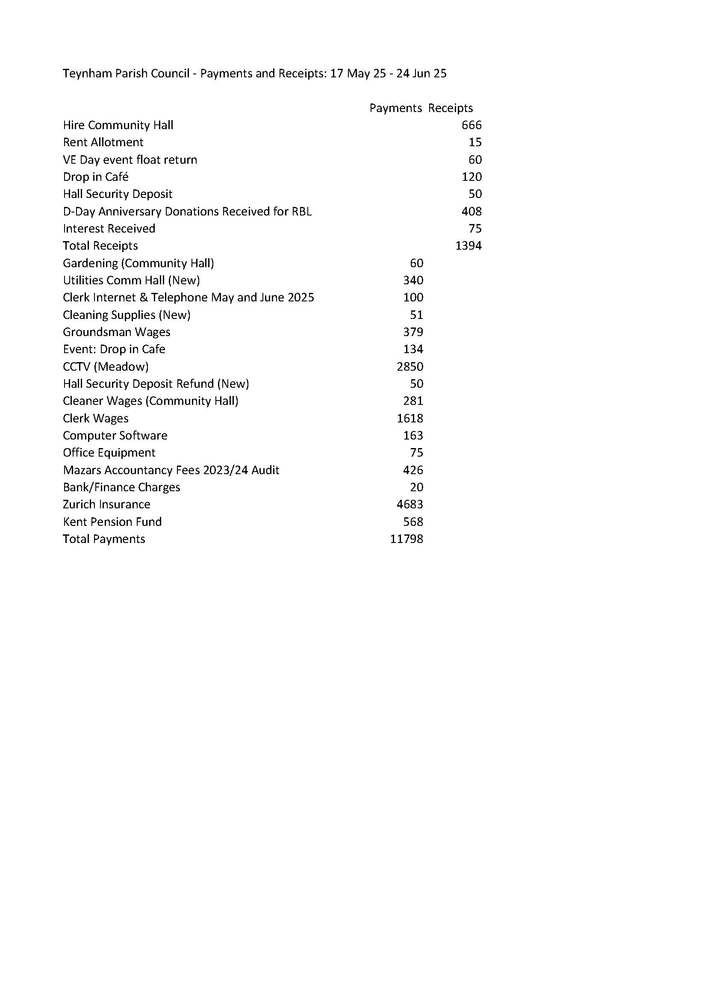 Teynham Parish Council - Payments and Receipts: 17 May 25 - 24 Jun 25
Payments Receipts
Hire Community Hall 666
Rent Allotment 15
VE Day event float return 60
Drop in Café 120
Hall Security Deposit 50
D-Day Anniversary Donations Received for RBL 408
Interest Received 75
Total Receipts 1394
Gardening (Community Hall) 60
Utilities Comm Hall (New) 340
Clerk Internet & Telephone May and June 2025 100
Cleaning Supplies (New) 51
Groundsman Wages 379
Event: Drop in Cafe 134
CCTV (Meadow) 2850
Hall Security Deposit Refund (New) 50
Cleaner Wages (Community Hall) 281
Clerk Wages 1618
Computer Software 163
Office Equipment 75
Mazars Accountancy Fees 2023/24 Audit 426
Bank/Finance Charges 20
Zurich Insurance 4683
Kent Pension Fund 568
Total Payments 11798